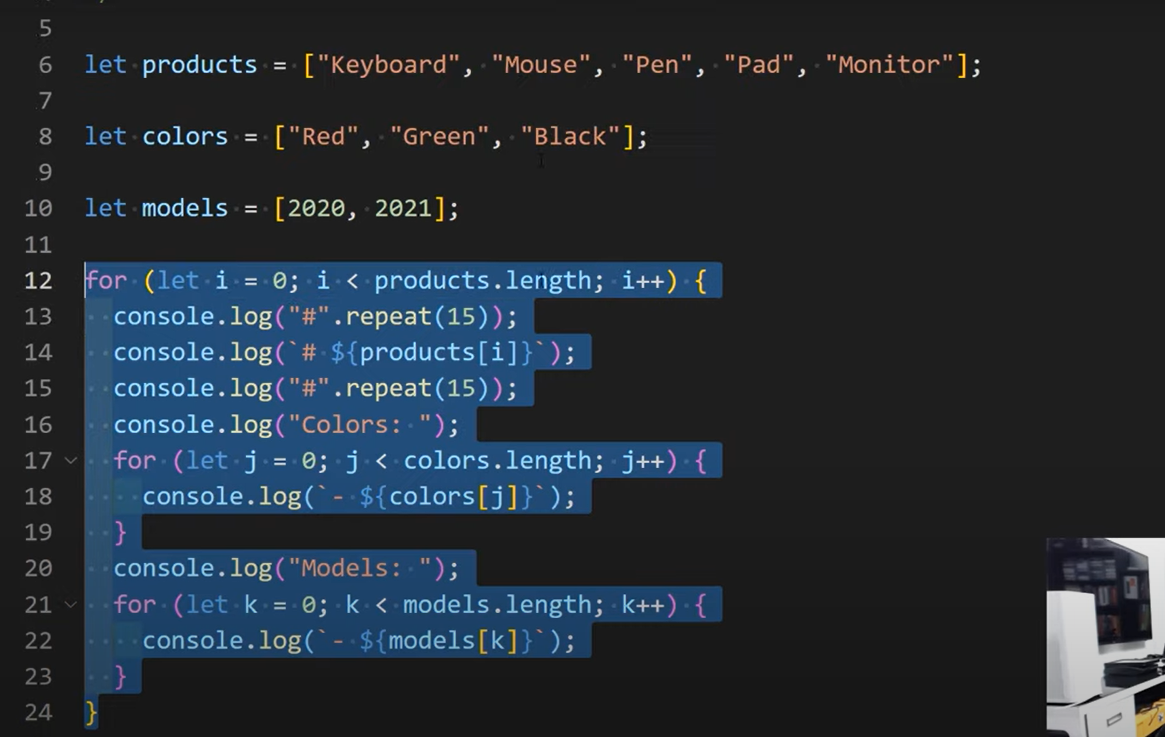 5
6 let products = ["Keyboard", "Mouse", "Pen", "Pad", "Monitor"];
7
8 let colors = ["Red", "Green", "Black"];
9
10 let models = [2020, 2021];
11
12 for (let i = 0; i < products.length; i++) {
13   console.log("#".repeat(15));
14   console.log(`# ${products[i]}`);
15   console.log("#".repeat(15));
16   console.log("Colors: ");
17   for (let j = 0; j < colors.length; j++) {
18     console.log(`- ${colors[j]}`);
19   }
20   console.log("Models: ");
21   for (let k = 0; k < models.length; k++) {
22     console.log(`- ${models[k]}`);
23   }
24 }